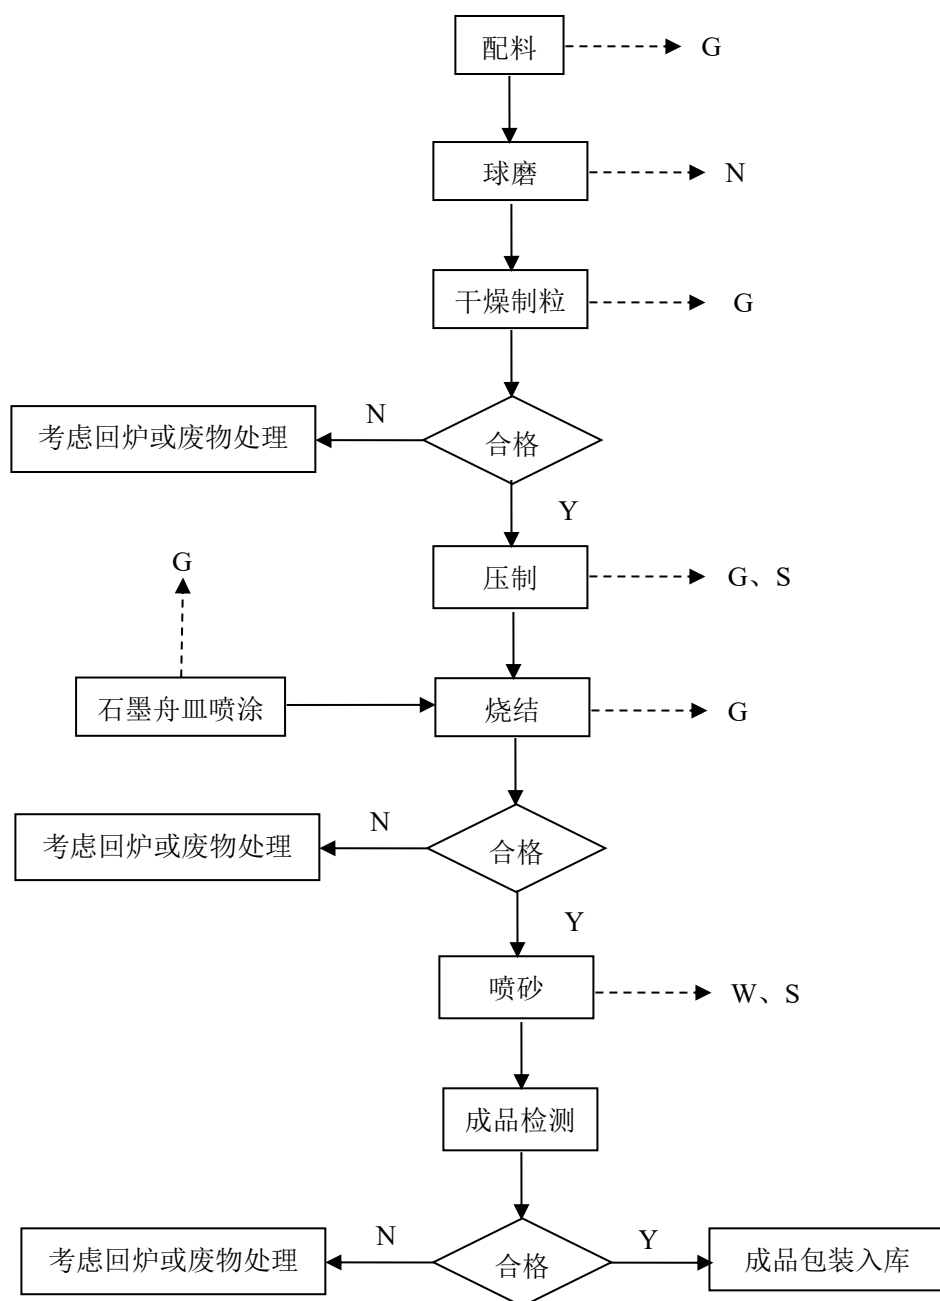 配料
G
球磨
N
干燥制粒
G
N
考虑回炉或废物处理
合格
Y
G
压制
G、S
石墨舟皿喷涂
烧结
G
N
考虑回炉或废物处理
合格
Y
喷砂
W、S
成品检测
N
Y
考虑回炉或废物处理
合格
成品包装入库